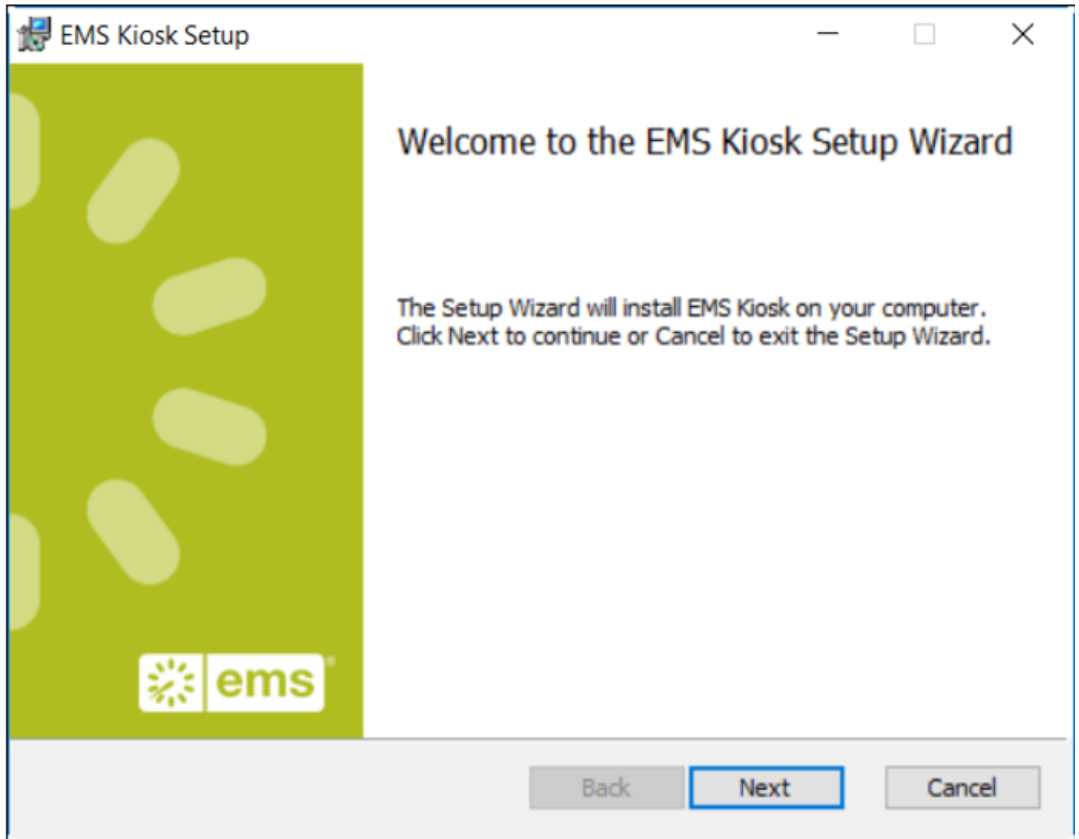 EMS Kiosk Setup
Welcome to the EMS Kiosk Setup Wizard
The Setup Wizard will install EMS Kiosk on your computer.
Click Next to continue or Cancel to exit the Setup Wizard.
ems®
Back
Next
Cancel